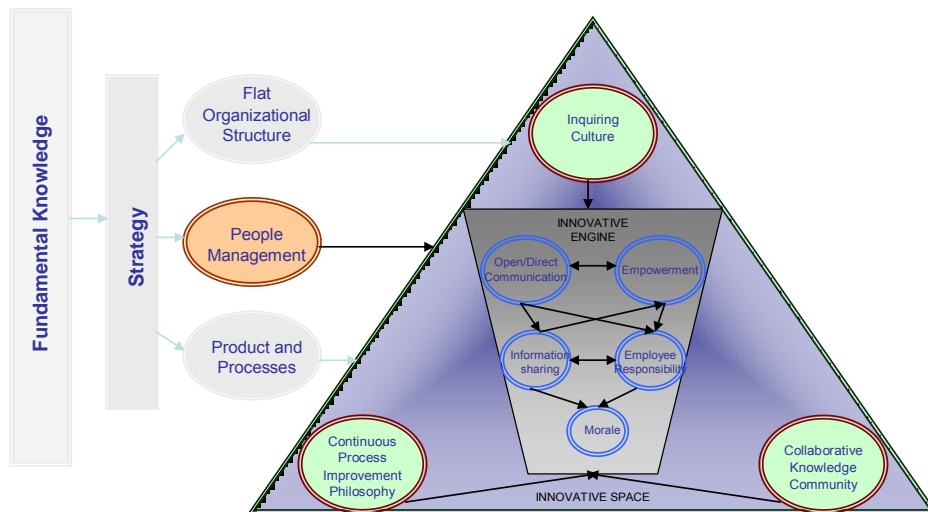 Fundamental Knowledge
Strategy
Flat
Organizational
Structure
People
Management
Product and
Processes
Inquiring
Culture
INNOVATIVE
ENGINE
Open/Direct
Communication
Empowerment
Information
sharing
Employee
Responsibility
Morale
Continuous
Process
Improvement
Philosophy
Collaborative
Knowledge
Community
INNOVATIVE SPACE